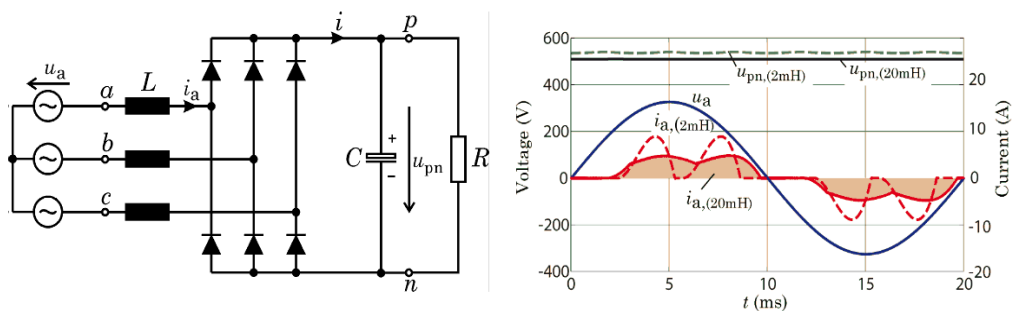 p
i
u_a
a
L
i_a
b
C
+
-
u_pn
R
c
n
600
400
200
0
-200
-400
Voltage (V)
u_pn,(2mH)
u_pn,(20mH)
u_a
i_a,(2mH)
i_a,(20mH)
20
10
0
-10
-20
Current (A)
0
5
10
15
20
t (ms)